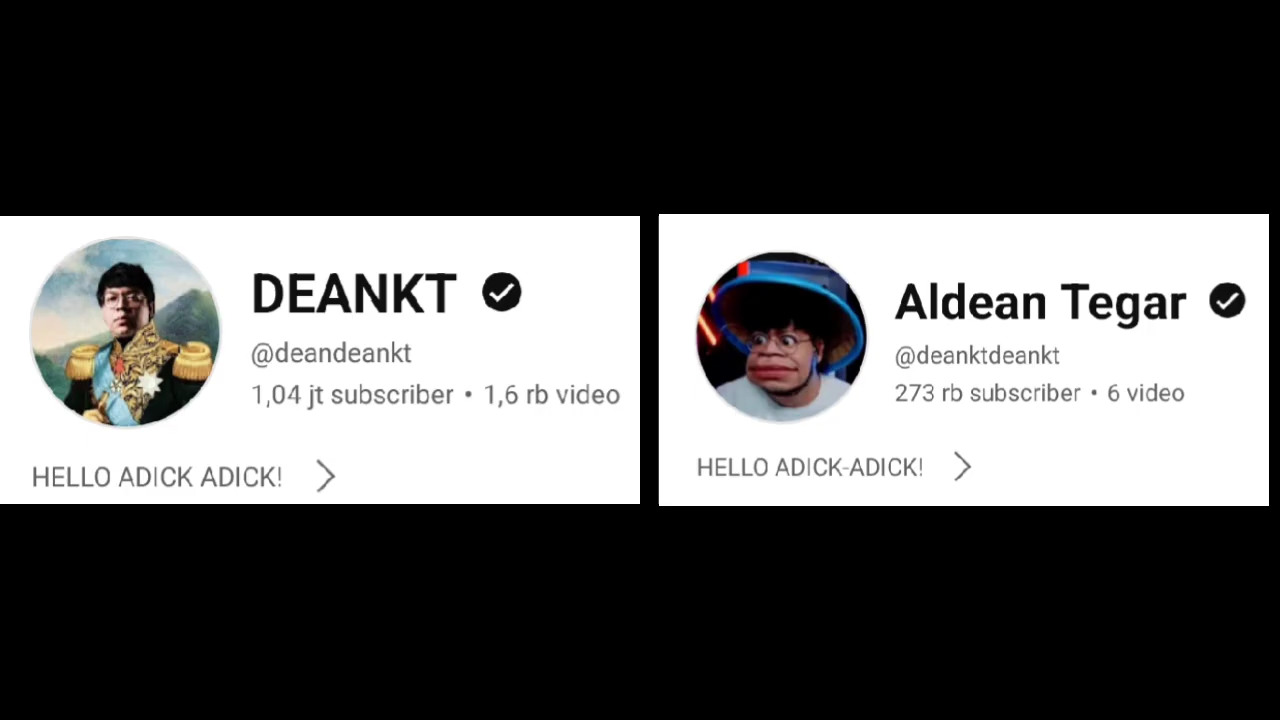 DEANKT
@deandeankt
1,04 jt subscriber • 1,6 rb video
HELLO ADICK ADICK!
Aldean Tegar
@deanktdeankt
273 rb subscriber • 6 video
HELLO ADICK-ADICK!